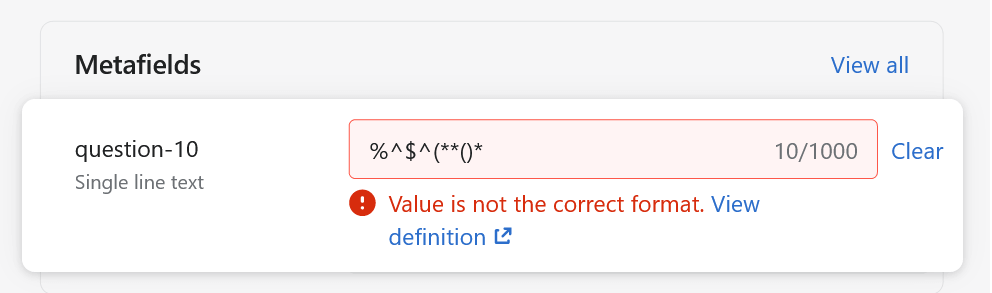 Metafields
View all
question-10
Single line text
%^$^(**()*
10/1000
Clear
Value is not the correct format. View
definition